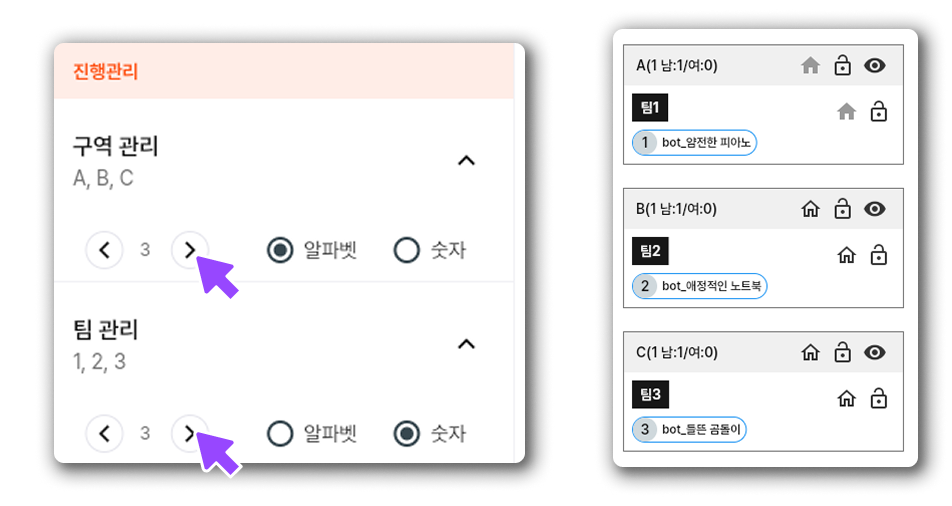 진행관리
구역 관리
A, B, C
3 알파벳 숫자
팀 관리
1, 2, 3
3 알파벳 숫자
A(1 남:1/여:0)
팀1
1 bot_얌전한 피아노
B(1 남:1/여:0)
팀2
2 bot_애정적인 노트북
C(1 남:1/여:0)
팀3
3 bot_들뜬 곰돌이